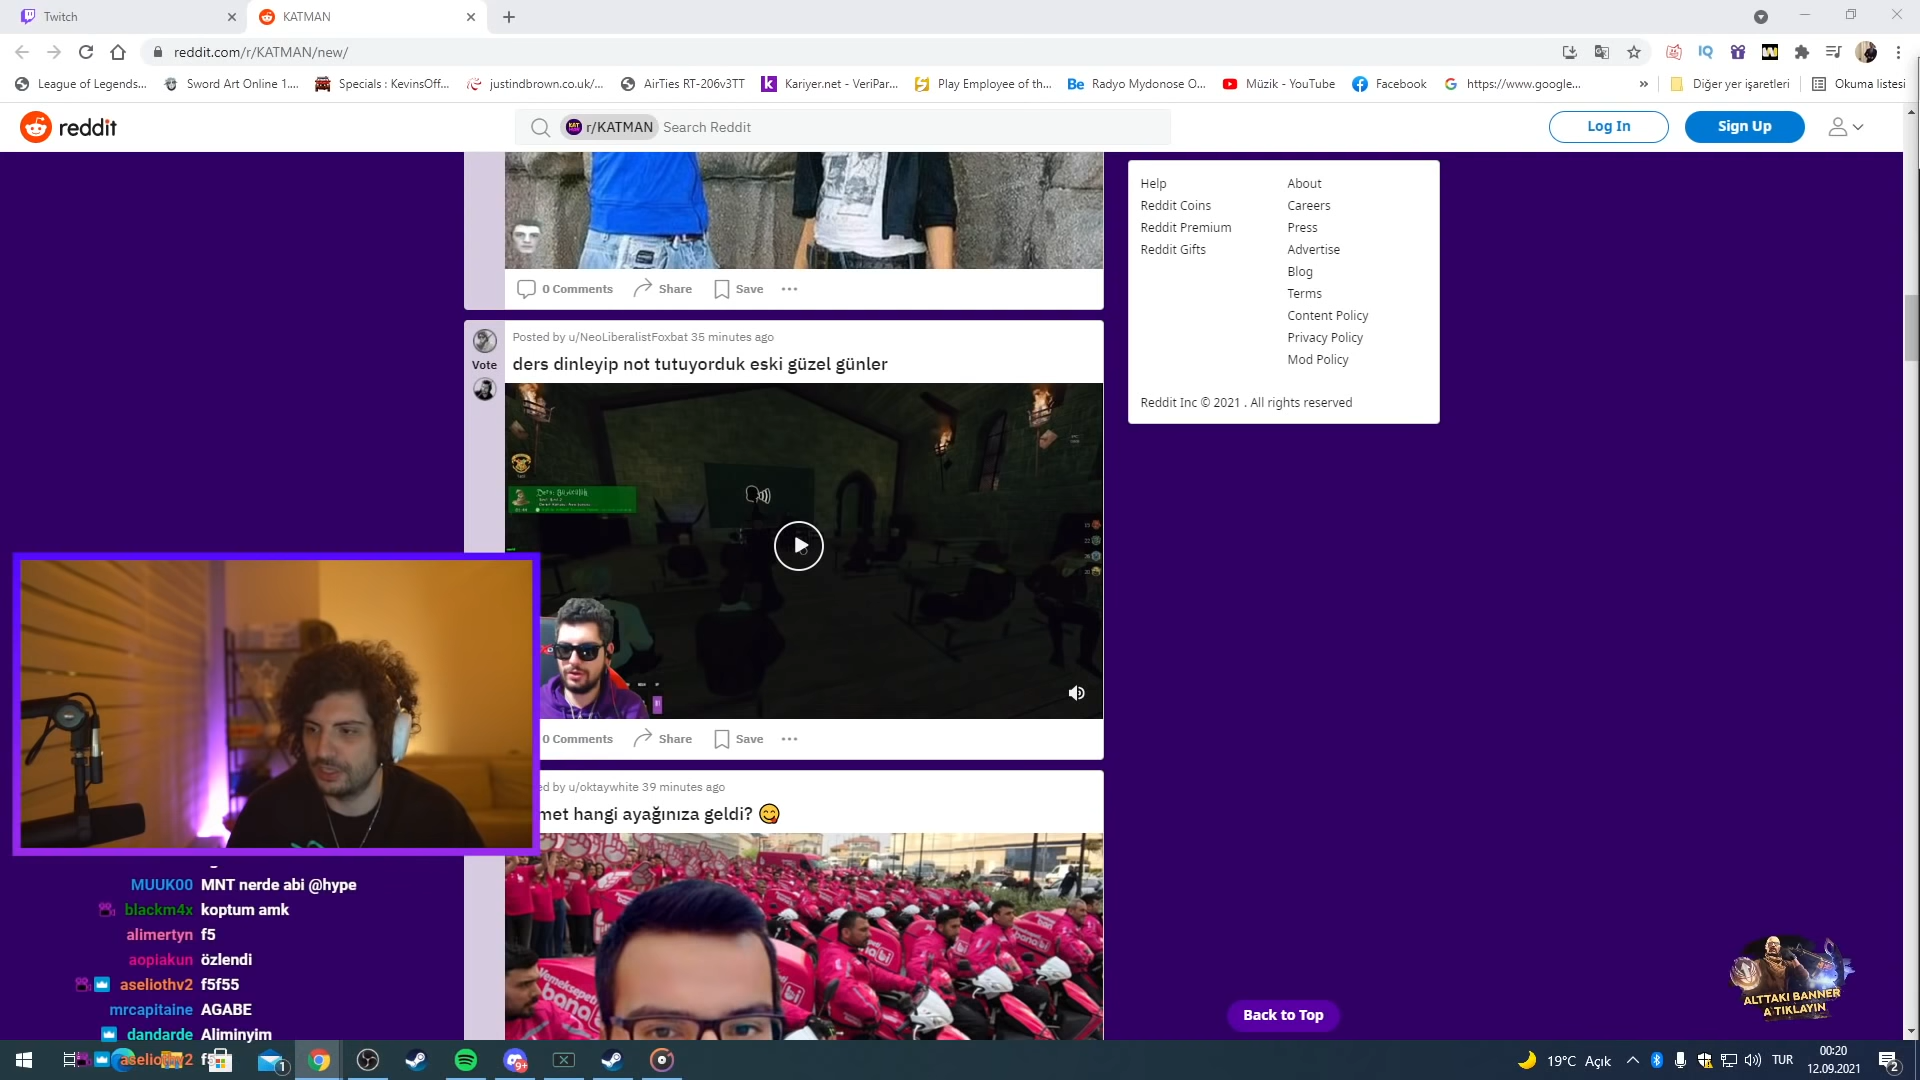 Twitch
KATMAN
reddit.com/r/KATMAN/new/
League of Legends...
Sword Art Online 1....
Specials : KevinsOff...
justindbrown.co.uk/...
AirTies RT-206v3TT
Kariyer.net - VeriPar...
Play Employee of th...
Radyo Mydonose O...
Müzik - YouTube
Facebook
https://www.google...
»
Diğer yer işaretleri
Okuma listesi
reddit
r/KATMAN
Search Reddit
Log In
Sign Up
Help
Reddit Coins
Reddit Premium
Reddit Gifts
About
Careers
Press
Advertise
Blog
Terms
Content Policy
Privacy Policy
Mod Policy
Reddit Inc © 2021 . All rights reserved
0 Comments
Share
Save
Posted by u/NeoLiberalistFoxbat 35 minutes ago
Vote
ders dinleyip not tutuyorduk eski güzel günler
0 Comments
Share
Save
ed by u/oktaywhite 39 minutes ago
met hangi ayağınıza geldi? 😋
MUUK00 MNT nerde abi @hype
blackm4x koptum amk
alimertyn f5
aopiakun özlendi
aseliothv2 f5f55
mrcapitaine AGABE
dandarde Aliminyim
aseliothv2
Back to Top
ALTTAKI BANNER
A TIKLAYIN
19°C Açık
TUR
00:20
12.09.2021